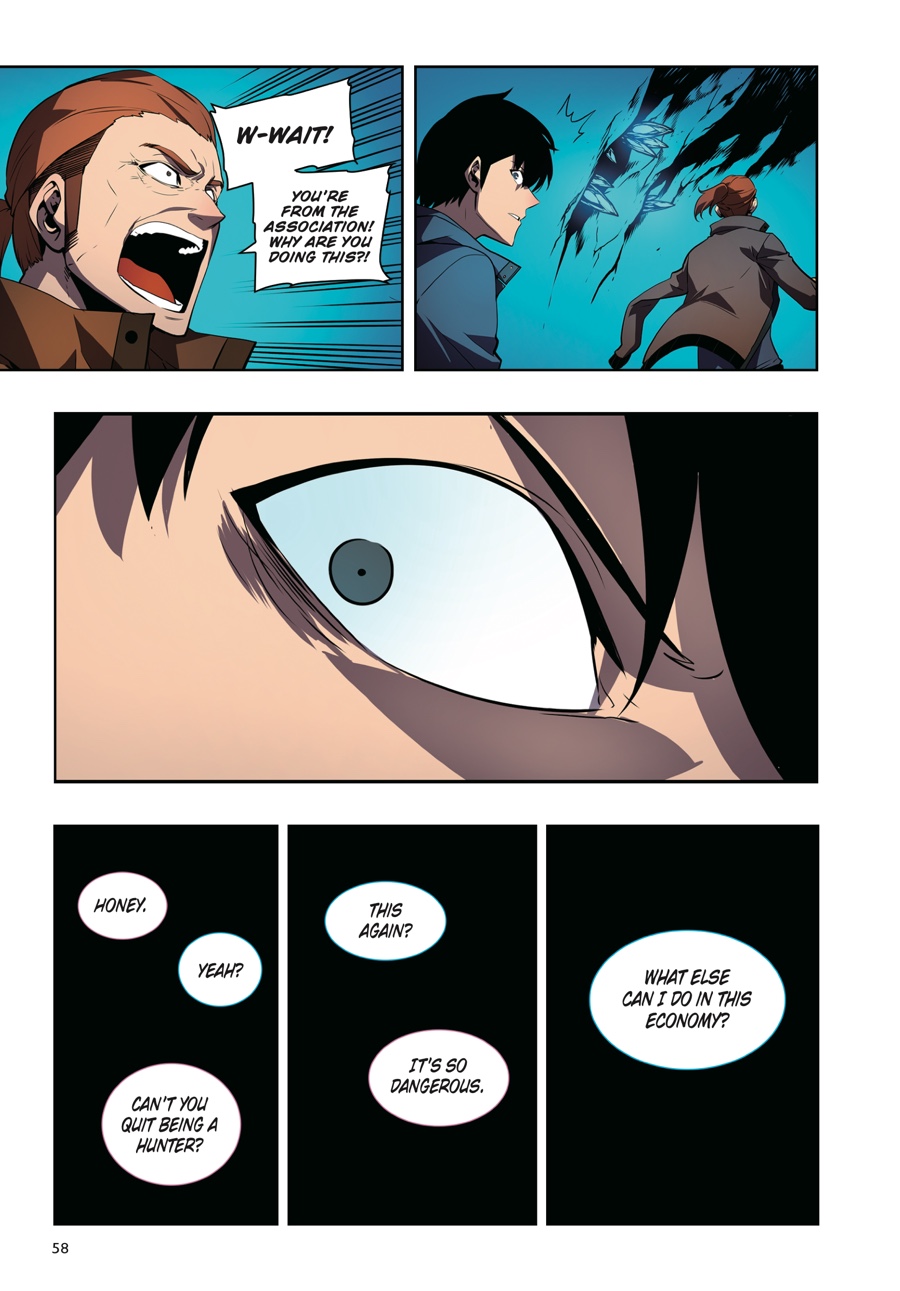 W-WAIT!
YOU'RE
FROM THE
ASSOCIATION!
WHY ARE YOU
DOING THIS?!
HONEY.
YEAH?
CAN'T YOU
QUIT BEING A
HUNTER?
THIS
AGAIN?
IT'S SO
DANGEROUS.
WHAT ELSE
CAN I DO IN THIS
ECONOMY?
58